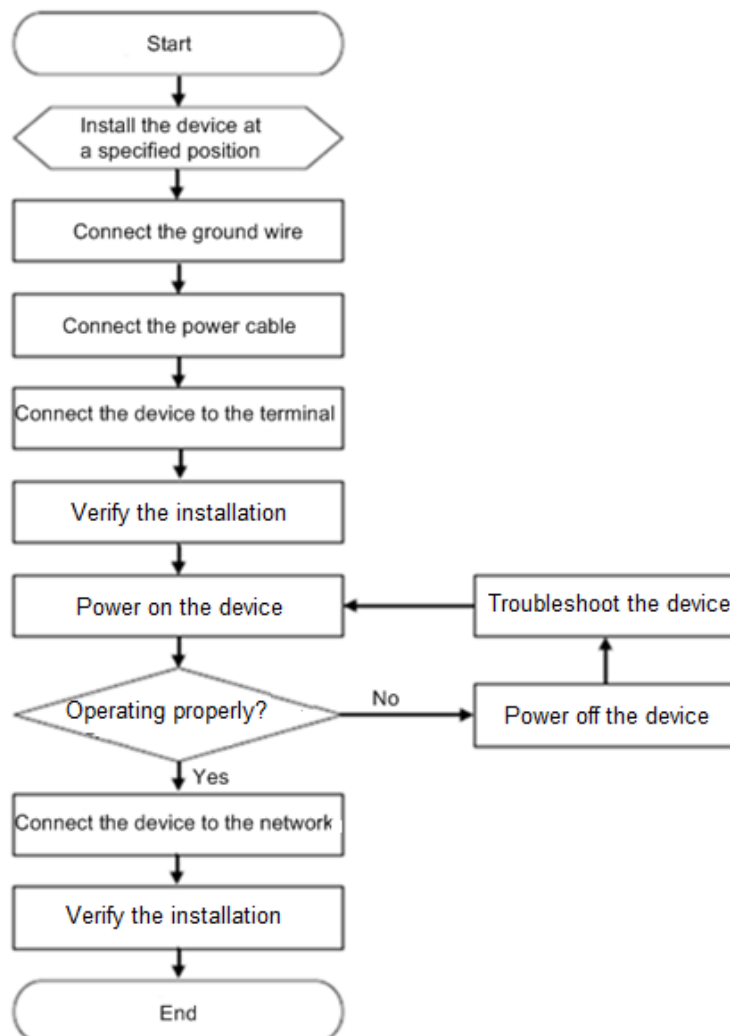 Start
Install the device at
a specified position
Connect the ground wire
Connect the power cable
Connect the device to the terminal
Verify the installation
Power on the device
Troubleshoot the device
Operating properly?
No
Power off the device
Yes
Connect the device to the network
Verify the installation
End